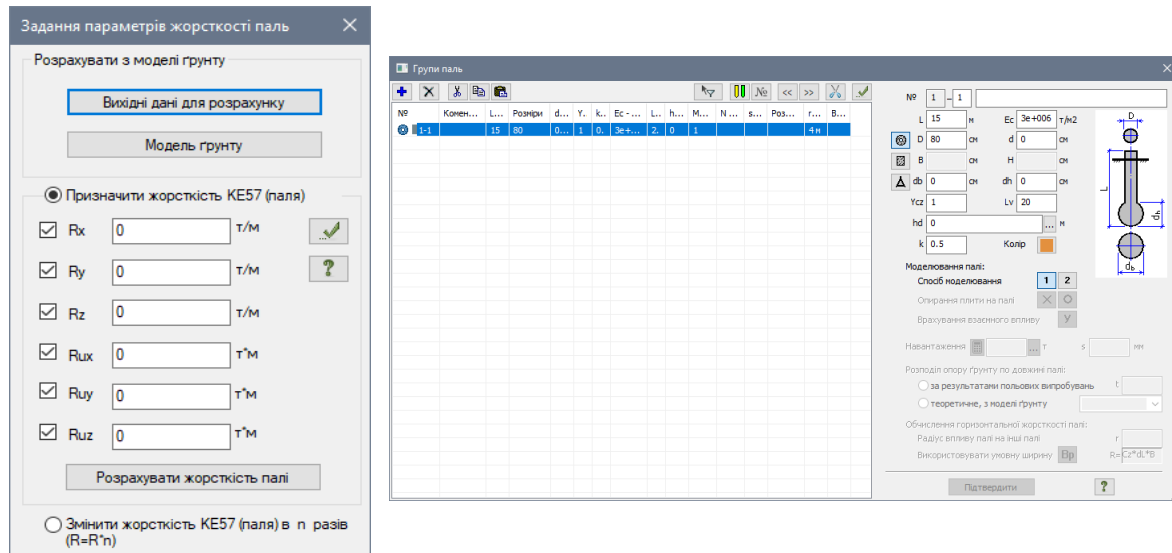 Задання параметрів жорсткості паль
Розрахувати з моделі ґрунту
Вихідні дані для розрахунку
Модель ґрунту
Призначити жорсткість КЕ57 (паля)
Rx 0 т/м
Ry 0 т/м
Rz 0 т/м
Rux 0 т*м
Ruy 0 т*м
Ruz 0 т*м
Розрахувати жорсткість палі
Змінити жорсткість КЕ57 (паля) в n разів
(R=R*n)
Групи паль
№ << >>
№ Комен... L... Розміри d... Y. k.. Ec - ... L... h... M... N ... s... Роз... r... B...
1-1 15 80 0... 1 0. 3e+... 2. 0 1 4 м
№ 1 - 1
L 15 м Ec 3e+006 т/м2
D 80 см d 0 см
B см H см
db 0 см dh 0 см
Ycz 1 Lv 20
hd 0 ... м
k 0.5 Колір
D
L
dh
db
Моделювання палі:
Спосіб моделювання 1 2
Опирання плити на палі
Врахування взаємного впливу У
Навантаження ... т s мм
Розподіл опору ґрунту по довжині палі:
за результатами польових випробувань t
теоретичне, з моделі ґрунту
Обчислення горизонтальної жорсткості палі:
Радіус впливу палі на інші палі r
Використовувати умовну ширину Bp R= Cz*dL*B
Підтвердити ?